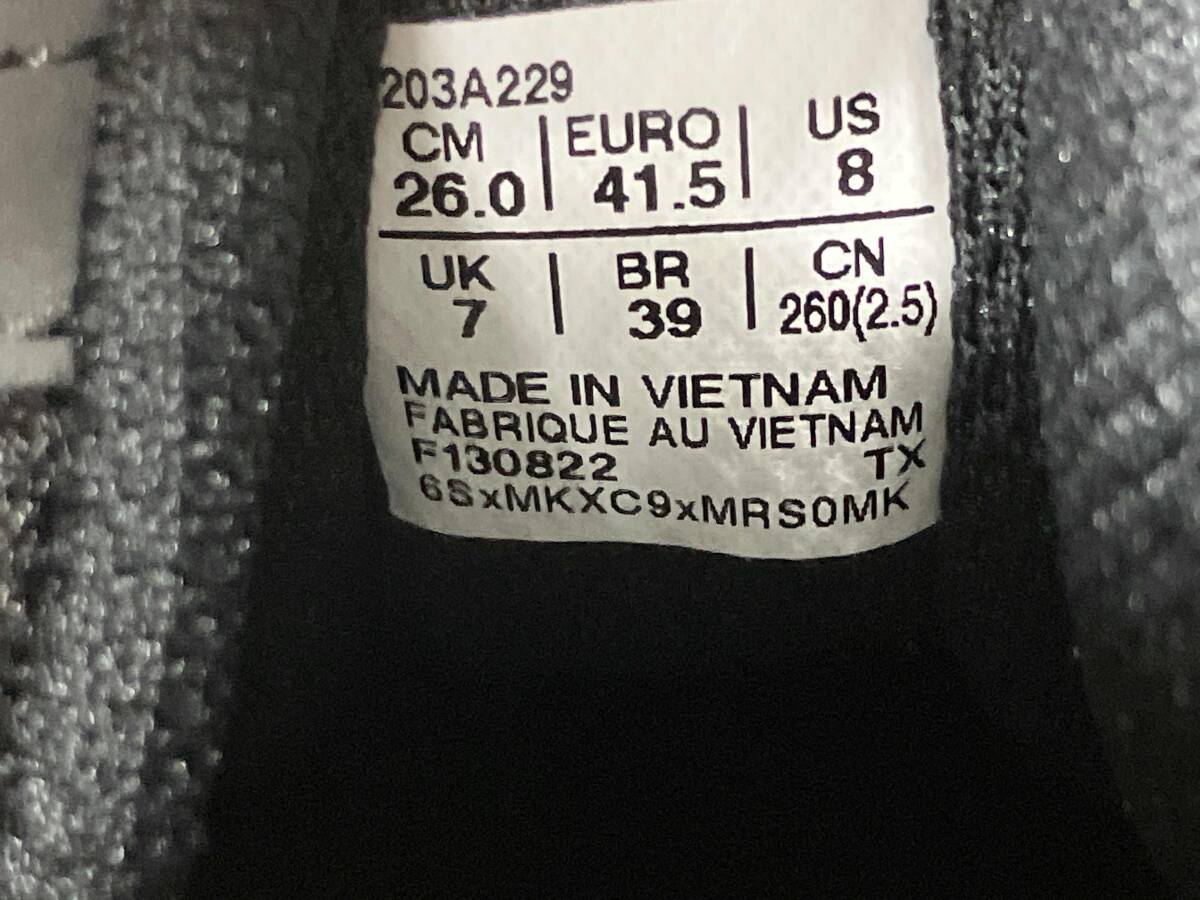 203A229
CM | EURO | US
26.0 | 41.5 | 8
UK | BR | CN
7 | 39 | 260(2.5)
MADE IN VIETNAM
FABRIQUE AU VIETNAM
F130822 TX
6SxMKXC9xMRS0MK